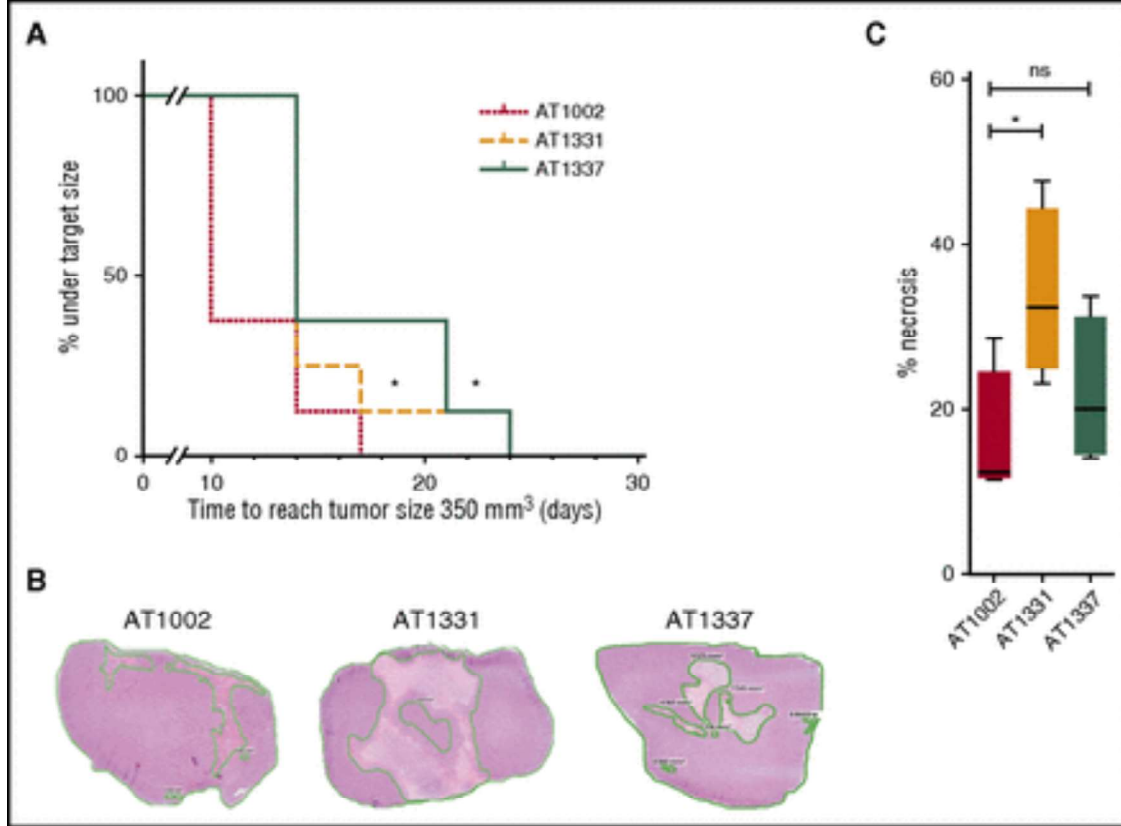 A
% under target size
100
50
0
0 10 20 30
Time to reach tumor size 350 mm³ (days)
AT1002
AT1331
AT1337
* *
B
AT1002 AT1331 AT1337
C
% necrosis
60
40
20
0
ns
*
AT1002 AT1331 AT1337